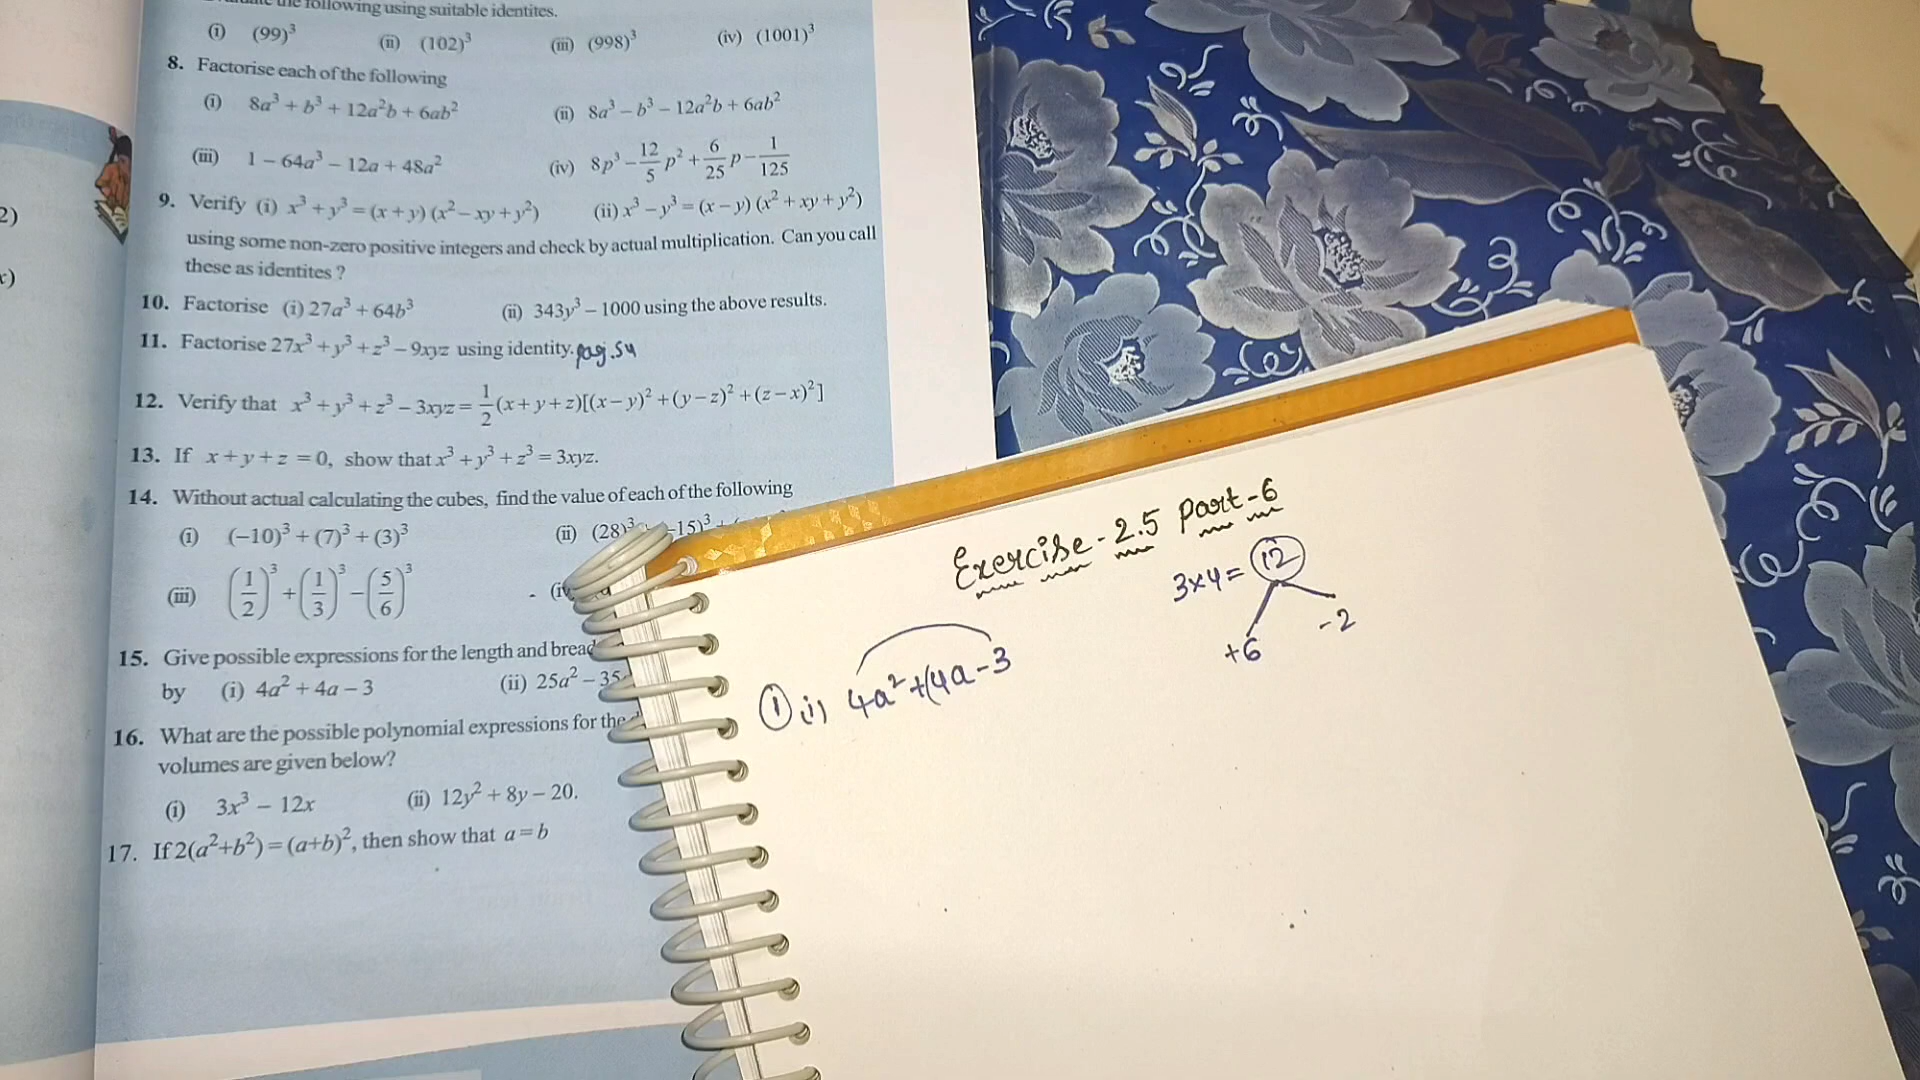 following using suitable identites.
(i) (99)³ (ii) (102)³ (iii) (998)³ (iv) (1001)³
8. Factorise each of the following
(i) 8a³ + b³ + 12a²b + 6ab² (ii) 8a³ − b³ − 12a²b + 6ab²
(iii) 1 − 64a³ − 12a + 48a² (iv) 8p³ − 12/5 p² + 6/25 p − 1/125
9. Verify (i) x³ + y³ = (x + y) (x² − xy + y²) (ii) x³ − y³ = (x − y) (x² + xy + y²)
using some non-zero positive integers and check by actual multiplication. Can you call
these as identites ?
10. Factorise (i) 27a³ + 64b³ (ii) 343y³ − 1000 using the above results.
11. Factorise 27x³ + y³ + z³ − 9xyz using identity. pag.54
12. Verify that x³ + y³ + z³ − 3xyz = 1/2 (x + y + z)[(x − y)² + (y − z)² + (z − x)²]
13. If x + y + z = 0, show that x³ + y³ + z³ = 3xyz.
14. Without actual calculating the cubes, find the value of each of the following
(i) (−10)³ + (7)³ + (3)³ (ii) (28)³ −15)³
(iii) (1/2)³ + (1/3)³ − (5/6)³
15. Give possible expressions for the length and
by (i) 4a² + 4a − 3 (ii) 25a² − 35
16. What are the possible polynomial expressions for the
volumes are given below?
(i) 3x³ − 12x (ii) 12y² + 8y − 20.
17. If 2(a²+b²) = (a+b)², then show that a = b
2)
Exercise - 2.5 Part - 6
3x4 = 12
+6 -2
① i) 4a² + (4a - 3